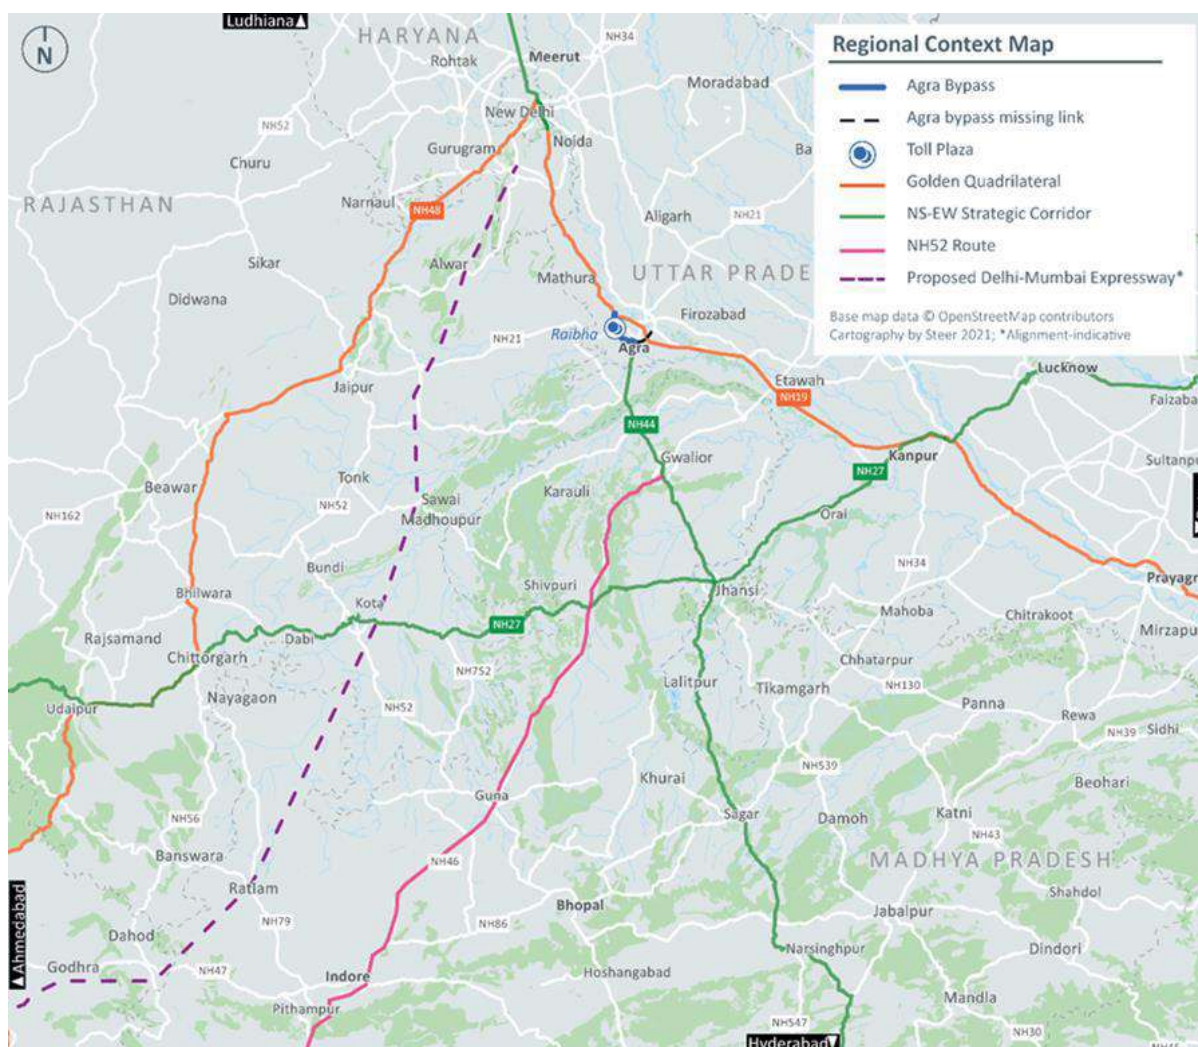 Ludhiana▲
N
HARYANA
NH34
Rohtak
Meerut
Moradabad
New Delhi
NH52
Noida
Gurugram
Churu
Narnaul
NH48
RAJASTHAN
Aligarh
NH21
Sikar
Alwar
Mathura
UTTAR PRADE
Didwana
Firozabad
Raibha
NH21
Agra
Jaipur
Etawah
Lucknow
NH19
Faizaba
NH44
Gwalior
Kanpur
NH27
Sultanpu
Beawar
Tonk
Karauli
NH52
Sawai
Madhoupur
NH162
Orai
Bundi
NH34
Bhilwara
Kota
Shivpuri
Jhansi
Prayagr
Mahoba
Chitrakoot
NH27
Mirzapu
Rajsamand
Dabi
Chittorgarh
NH752
Chhatarpur
Nayagaon
Lalitpur
Tikamgarh
NH130
Udaipur
NH52
Panna
Rewa
NH39
Sidhi
NH539
Khurai
Beohari
Guna
Sagar
Damoh
Katni
NH56
NH43
Banswara
NH46
MADHYA PRADESH
Ratlam
Shahdol
Bhopal
Jabalpur
NH79
NH86
Dahod
Narsinghpur
Dindori
▲Ahmedabad
Godhra
NH47
Indore
Hoshangabad
Pithampur
Mandla
NH547
NH30
Hyderabad▼
Regional Context Map
Agra Bypass
Agra bypass missing link
Toll Plaza
Golden Quadrilateral
NS-EW Strategic Corridor
NH52 Route
Proposed Delhi-Mumbai Expressway*
Base map data © OpenStreetMap contributors
Cartography by Steer 2021; *Alignment-indicative